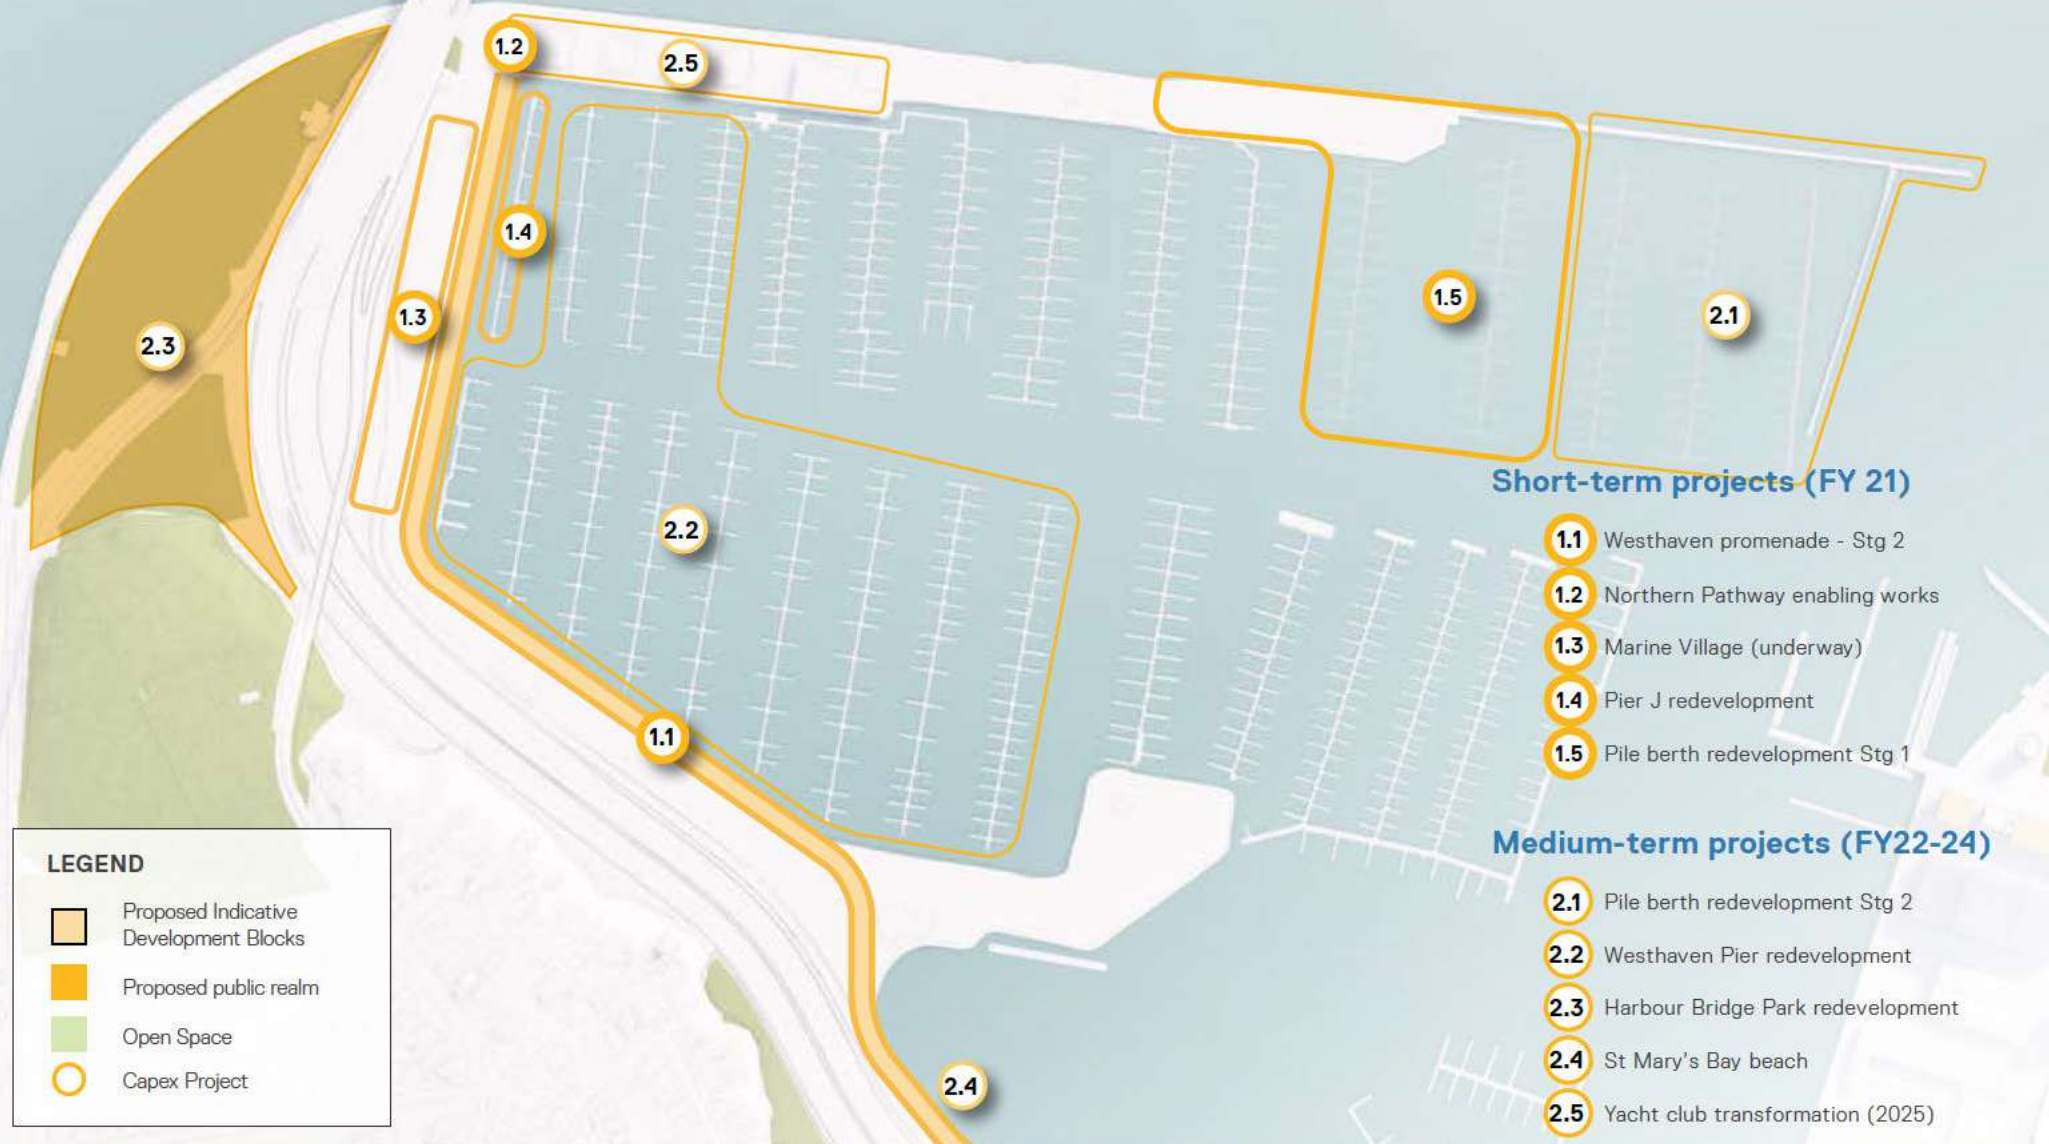 1.2
2.5
1.4
1.3
1.5
2.1
2.3
2.2
1.1
2.4
Short-term projects (FY 21)
1.1 Westhaven promenade - Stg 2
1.2 Northern Pathway enabling works
1.3 Marine Village (underway)
1.4 Pier J redevelopment
1.5 Pile berth redevelopment Stg 1
Medium-term projects (FY22-24)
2.1 Pile berth redevelopment Stg 2
2.2 Westhaven Pier redevelopment
2.3 Harbour Bridge Park redevelopment
2.4 St Mary's Bay beach
2.5 Yacht club transformation (2025)
LEGEND
Proposed Indicative
Development Blocks
Proposed public realm
Open Space
Capex Project